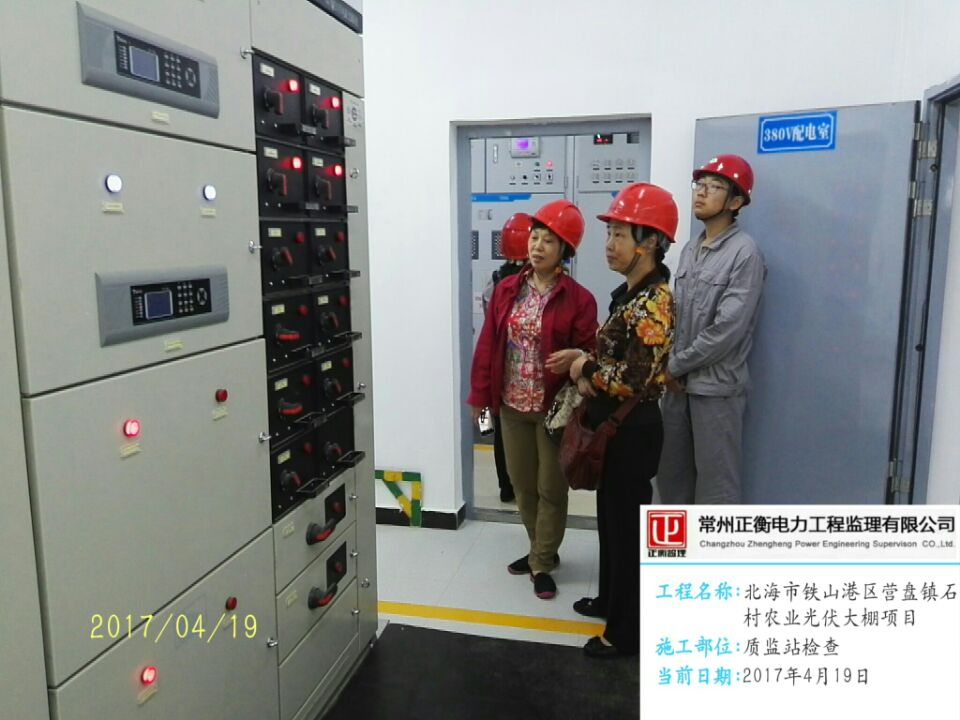 380V配电室
2017/04/19
正衡监理
常州正衡电力工程监理有限公司
Changzhou Zhengheng Power Engineering Supervison CO.,Ltd.
工程名称:北海市铁山港区营盘镇石
村农业光伏大棚项目
施工部位:质监站检查
当前日期:2017年4月19日